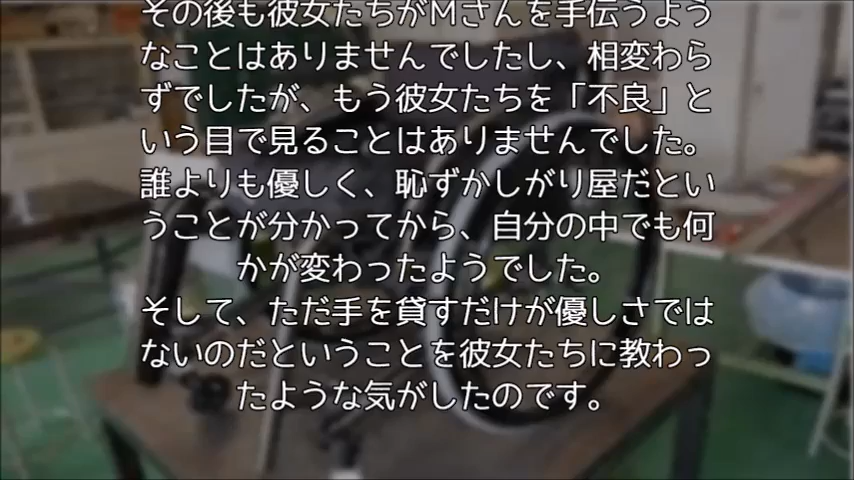 その後も彼女たちがMさんを手伝うよう
なことはありませんでしたし、相変わら
ずでしたが、もう彼女たちを「不良」と
いう目で見ることはありませんでした。
誰よりも優しく、恥ずかしがり屋だとい
うことが分かってから、自分の中でも何
かが変わったようでした。
そして、ただ手を貸すだけが優しさでは
ないのだということを彼女たちに教わっ
たような気がしたのです。